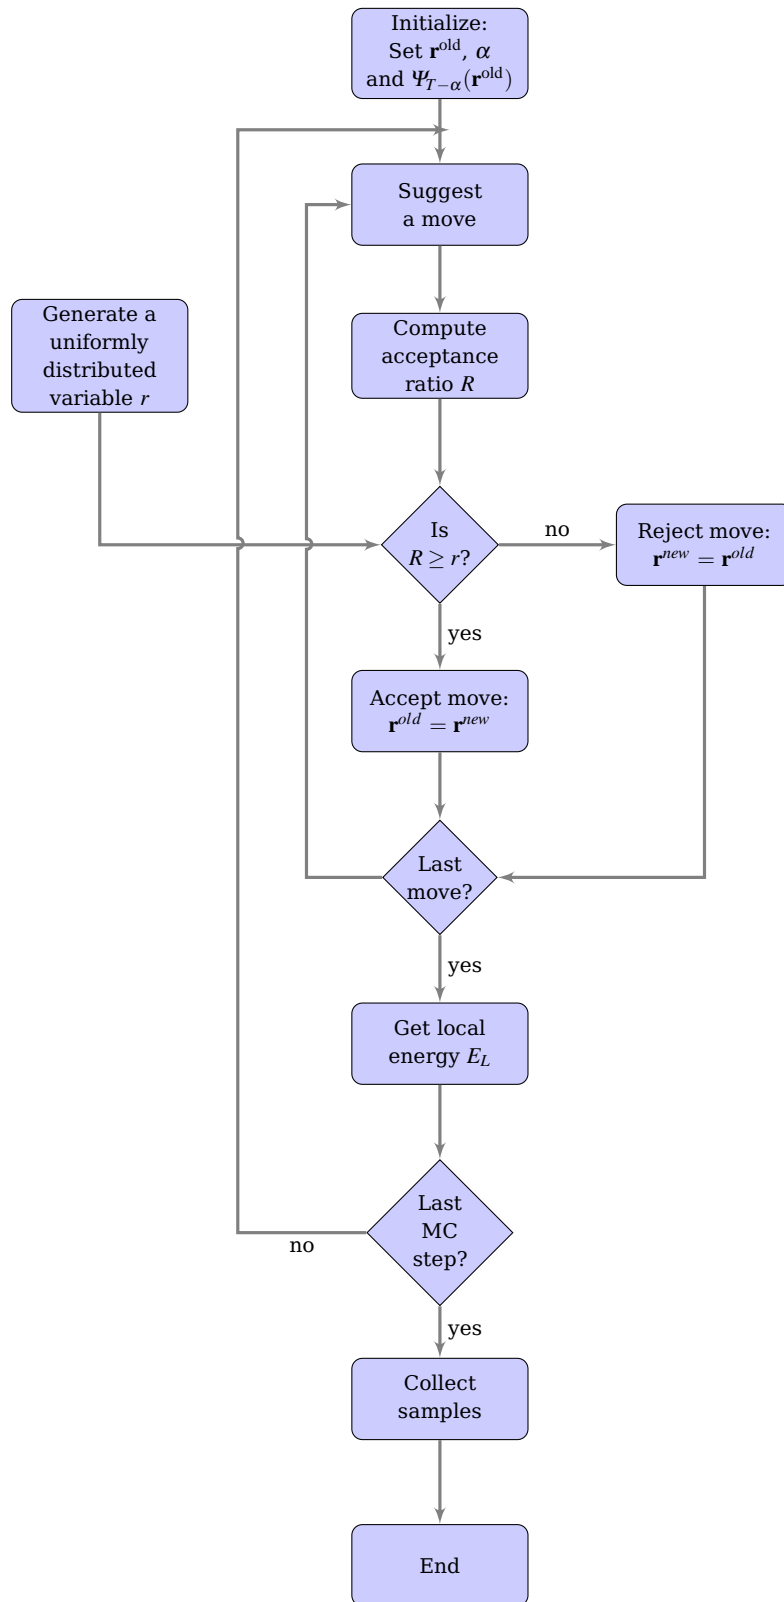 Initialize:
Set r^old, α
and Ψ_{T−α}(r^old)
Suggest
a move
Generate a
uniformly
distributed
variable r
Compute
acceptance
ratio R
Is
R ≥ r?
no
Reject move:
r^new = r^old
yes
Accept move:
r^old = r^new
Last
move?
yes
Get local
energy E_L
Last
MC
step?
no
yes
Collect
samples
End